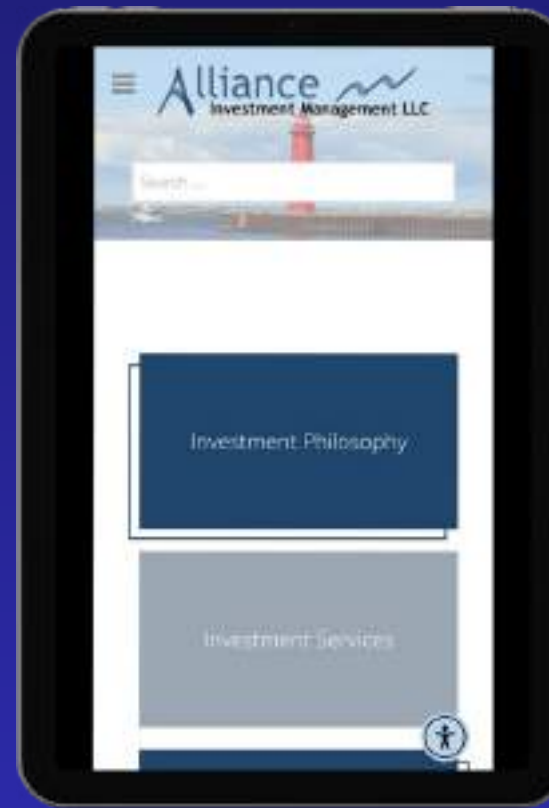 Alliance
Investment Management LLC
Search ...
Investment Philosophy
Investment Services